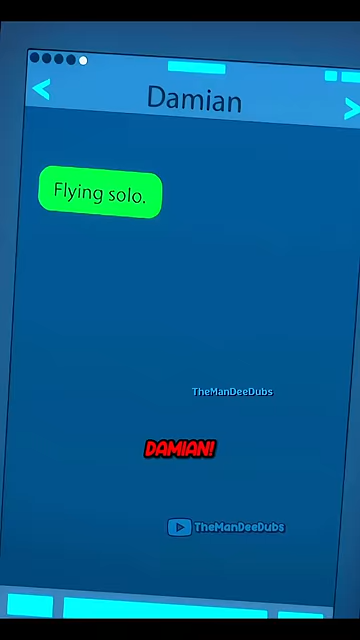 Damian
Flying solo.
TheManDeeDubs
DAMIAN!
TheManDeeDubs